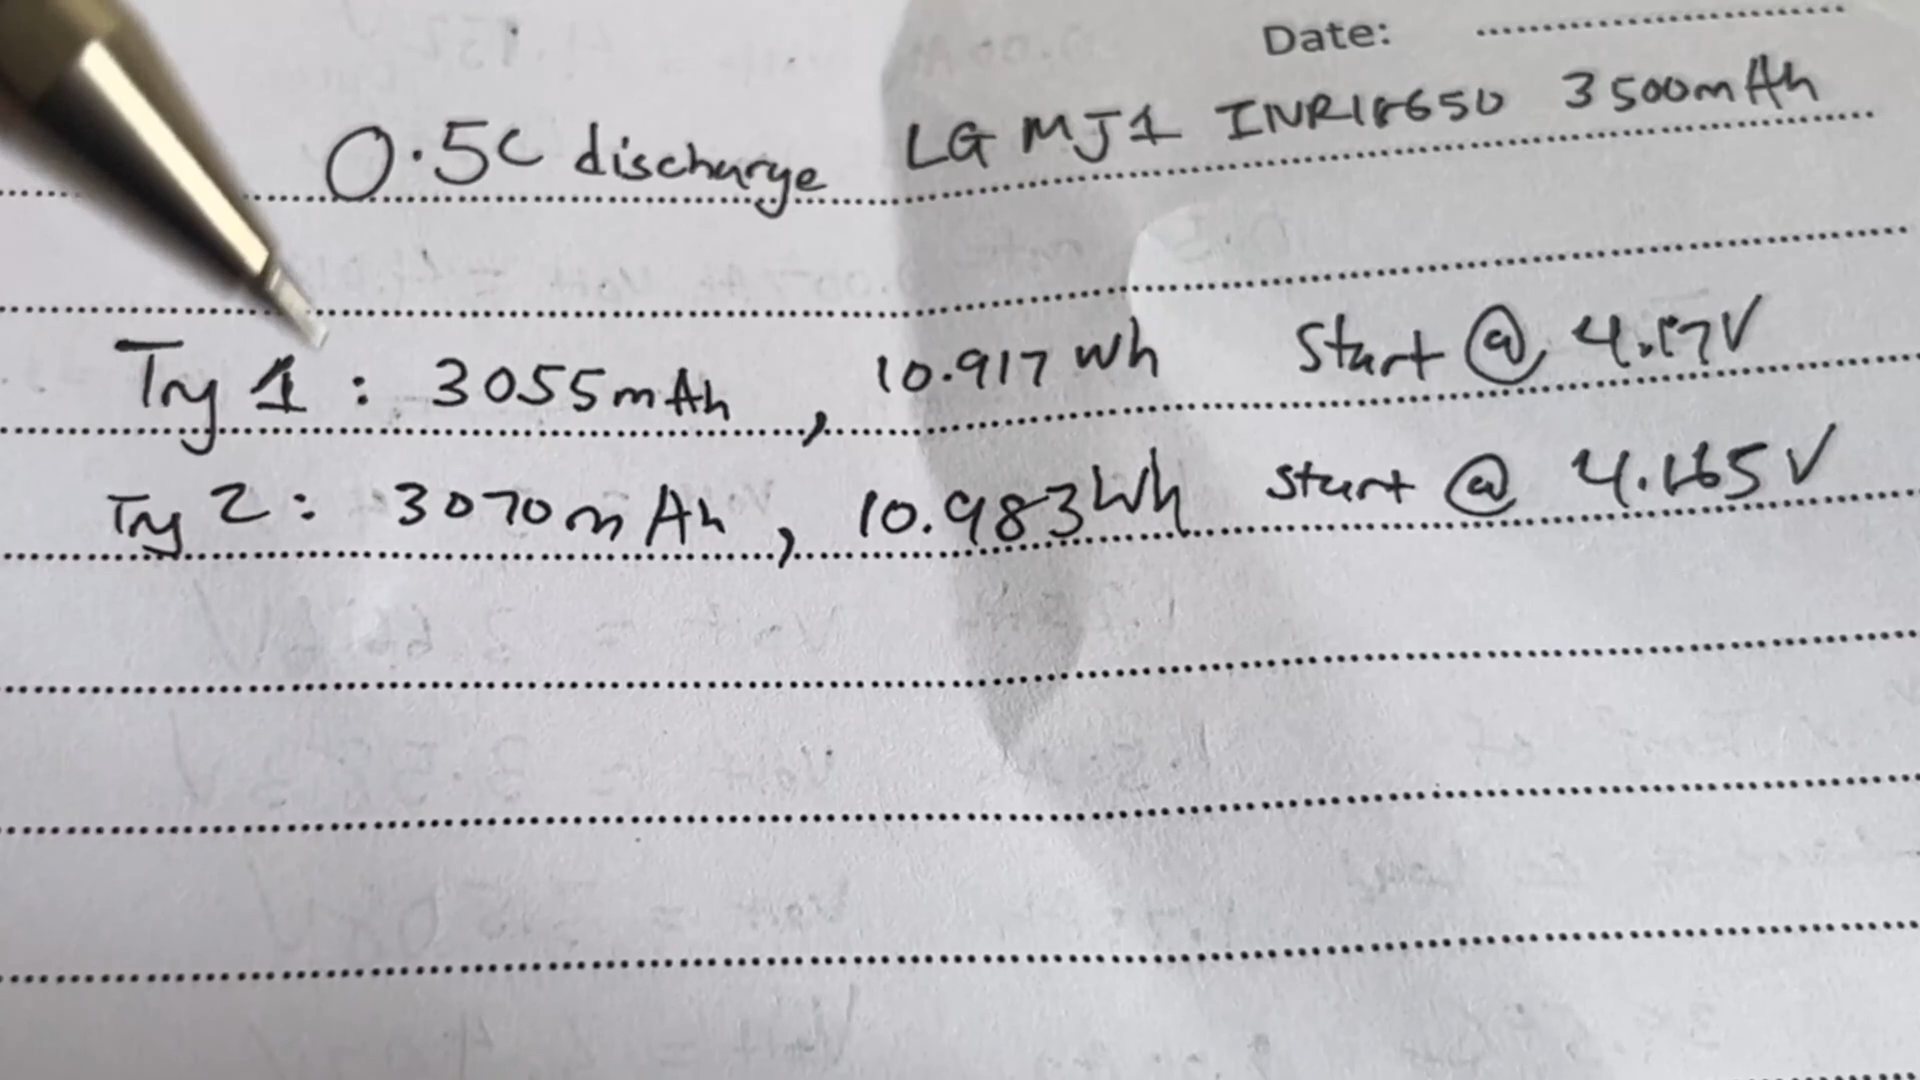 Date:
0.5C discharge LG MJ1 INR18650 3500mAh
Try 1: 3055mAh, 10.917 Wh Start @ 4.17V
Try 2: 3070mAh, 10.983Wh start @ 4.165V